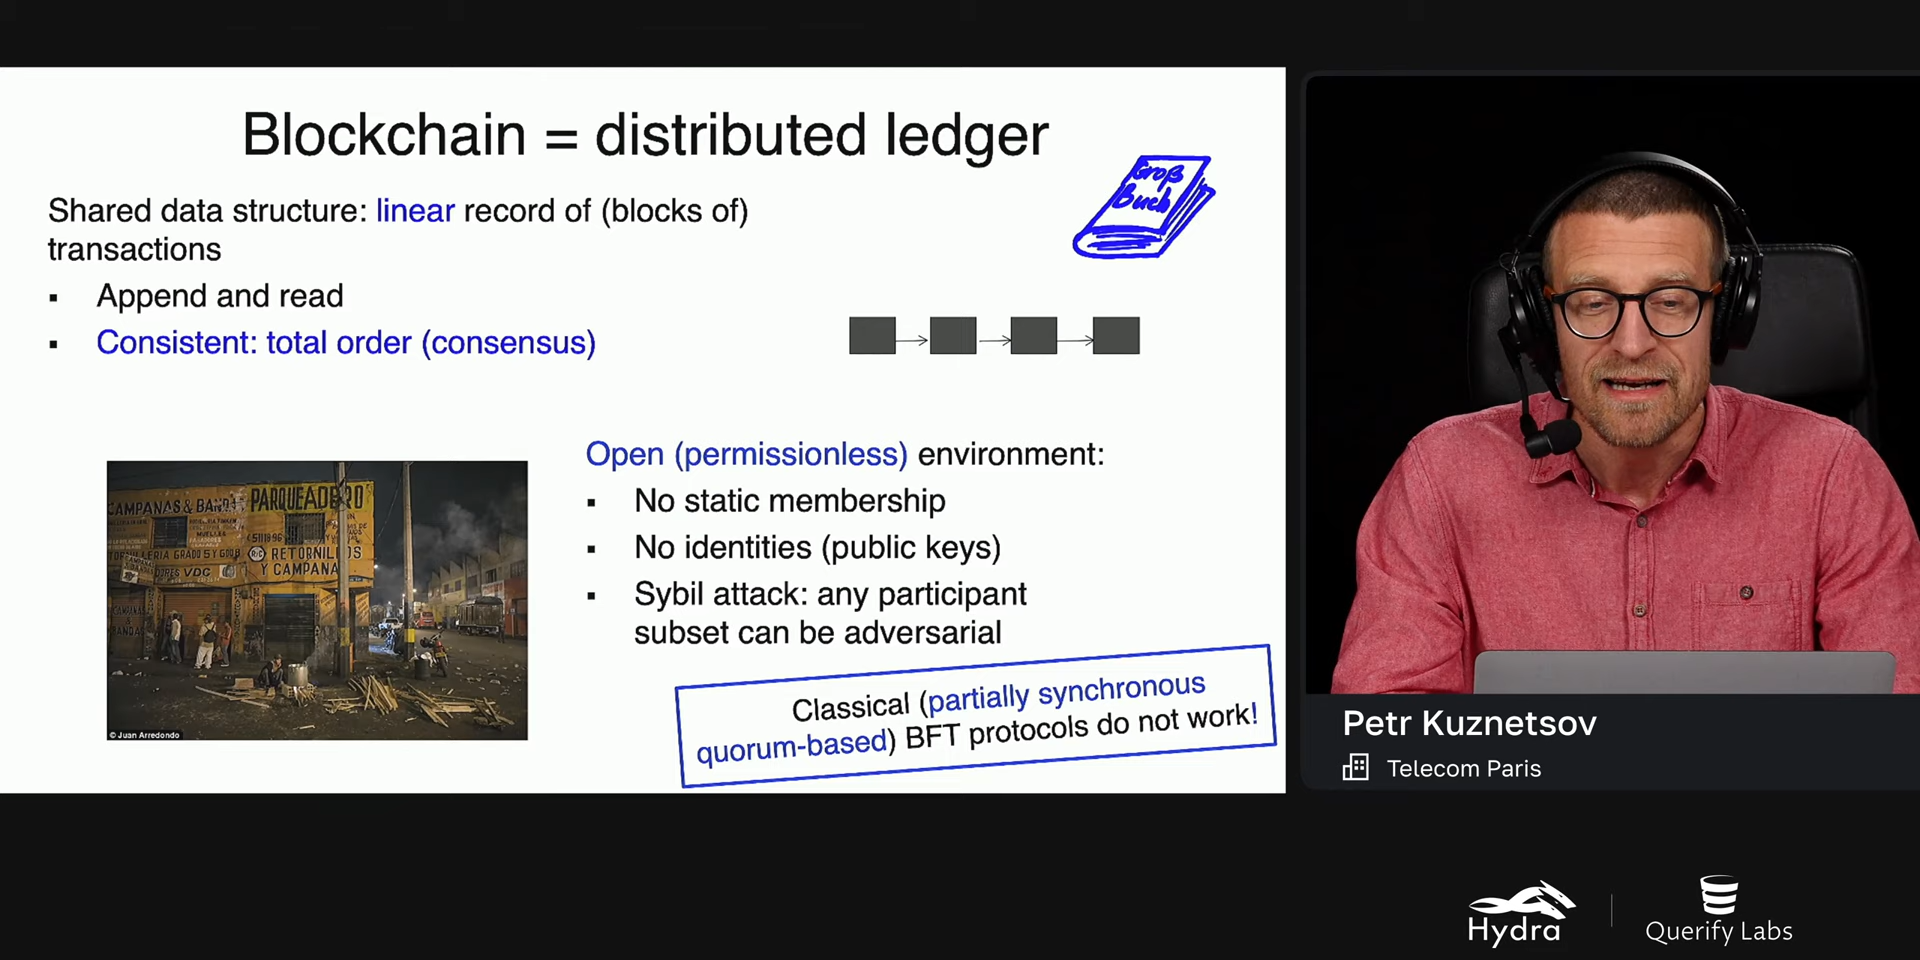 Blockchain = distributed ledger
Groß
Buch
Shared data structure: linear record of (blocks of)
transactions
▪ Append and read
▪ Consistent: total order (consensus)
CAMPANAS &
PARQUEADERO
RETORNILLOS
Y CAMPANA
DORES VDC
© Juan Arredondo
Open (permissionless) environment:
▪ No static membership
▪ No identities (public keys)
▪ Sybil attack: any participant
subset can be adversarial
Classical (partially synchronous
quorum-based) BFT protocols do not work!
Petr Kuznetsov
Telecom Paris
Hydra
Querify Labs